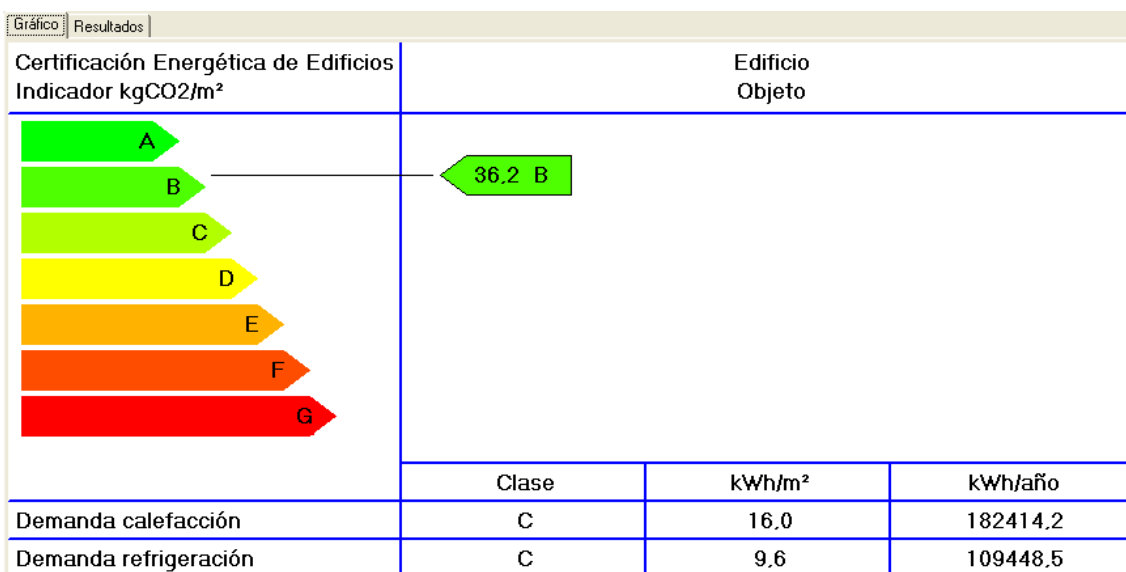 Gráfico Resultados
Certificación Energética de Edificios
Indicador kgCO2/m²
Edificio
Objeto
A
B
36,2 B
C
D
E
F
G
Clase kWh/m² kWh/año
Demanda calefacción C 16,0 182414,2
Demanda refrigeración C 9,6 109448,5